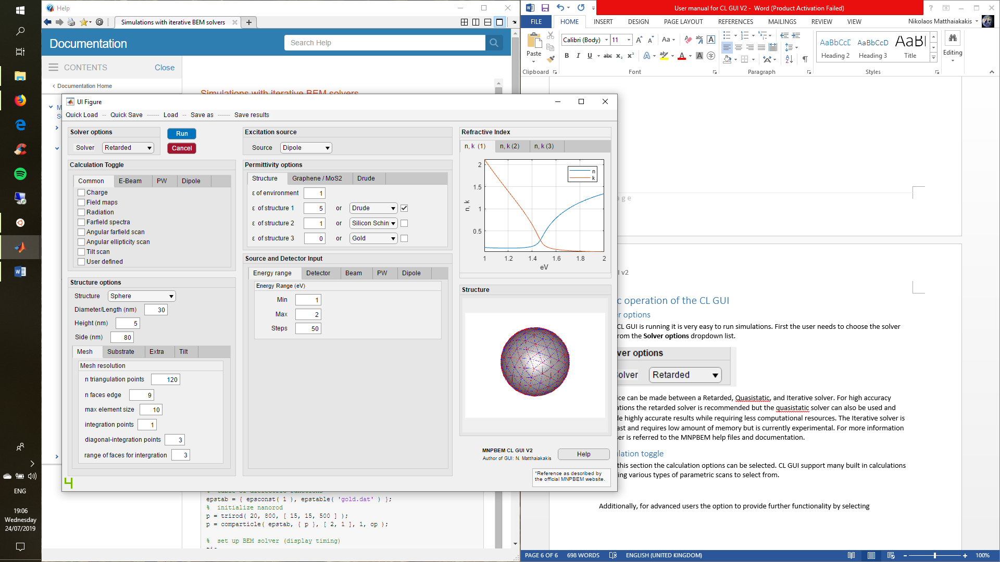 Help
Simulations with iterative BEM solvers
Documentation
Search Help
CONTENTS
Close
Documentation Home
Simulations with iterative BEM solvers
UI Figure
Quick Load -- Quick Save ------ Load -- Save as ------ Save results
Solver options
Solver Retarded
Run
Cancel
Calculation Toggle
Common E-Beam PW Dipole
Charge
Field maps
Radiation
Farfield spectra
Angular farfield scan
Angular ellipticity scan
Tilt scan
User defined
Structure options
Structure Sphere
Diameter/Length (nm) 30
Height (nm) 5
Side (nm) 80
Mesh Substrate Extra Tilt
Mesh resolution
n triangulation points 120
n faces edge 9
max element size 10
integration points 1
diagonal-integration points 3
range of faces for intergration 3
4
Excitation source
Source Dipole
Permittivity options
Structure Graphene / MoS2 Drude
ε of environment 1
ε of structure 1 5 or Drude
ε of structure 2 1 or Silicon Schin
ε of structure 3 0 or Gold
Source and Detector Input
Energy range Detector Beam PW Dipole
Energy Range (eV)
Min 1
Max 2
Steps 50
Refractive Index
n, k (1) n, k (2) n, k (3)
n
k
2
1.5
1
0.5
n, k
1 1.2 1.4 1.6 1.8 2
eV
Structure
MNPBEM CL GUI V2
Author of GUI: N. Matthaiakakis
Help
*Reference as described by
the official MNPBEM website.
epstab = { epsconst( 1 ), epstable( 'gold.dat' ) };
% initialize nanorod
p = trirod( 20, 800, [ 15, 15, 500 ] );
p = comparticle( epstab, { p }, [ 2, 1 ], 1, op );
% set up BEM solver (display timing)
User manual for CL GUI V2 - Word (Product Activation Failed)
FILE HOME INSERT DESIGN PAGE LAYOUT REFERENCES MAILINGS REVIEW VIEW Nikolaos Matthaiakakis
Calibri (Body) 11
Paste
Clipboard Font Paragraph Styles
AaBbCcD AaBbCcD AaBl
Heading 2 Heading 3 Title
Editing
age
v2
operation of the CL GUI
options
CL GUI is running it is very easy to run simulations. First the user needs to choose the solver
from the Solver options dropdown list.
ver options
olver Retarded
ice can be made between a Retarded, Quasistatic, and Iterative solver. For high accuracy
ations the retarded solver is recommended but the quasistatic solver can also be used and
highly accurate results while requiring less computational resources. The Iterative solver is
ast and requires low amount of memory but is currently experimental. For more information
ser is referred to the MNPBEM help files and documentation.
lation toggle
this section the calculation options can be selected. CL GUI support many built in calculations
ing various types of parametric scans to select from.
Additionally, for advanced users the option to provide further functionality by selecting
PAGE 6 OF 6 698 WORDS ENGLISH (UNITED KINGDOM) 100%
ENG
19:06
Wednesday
24/07/2019